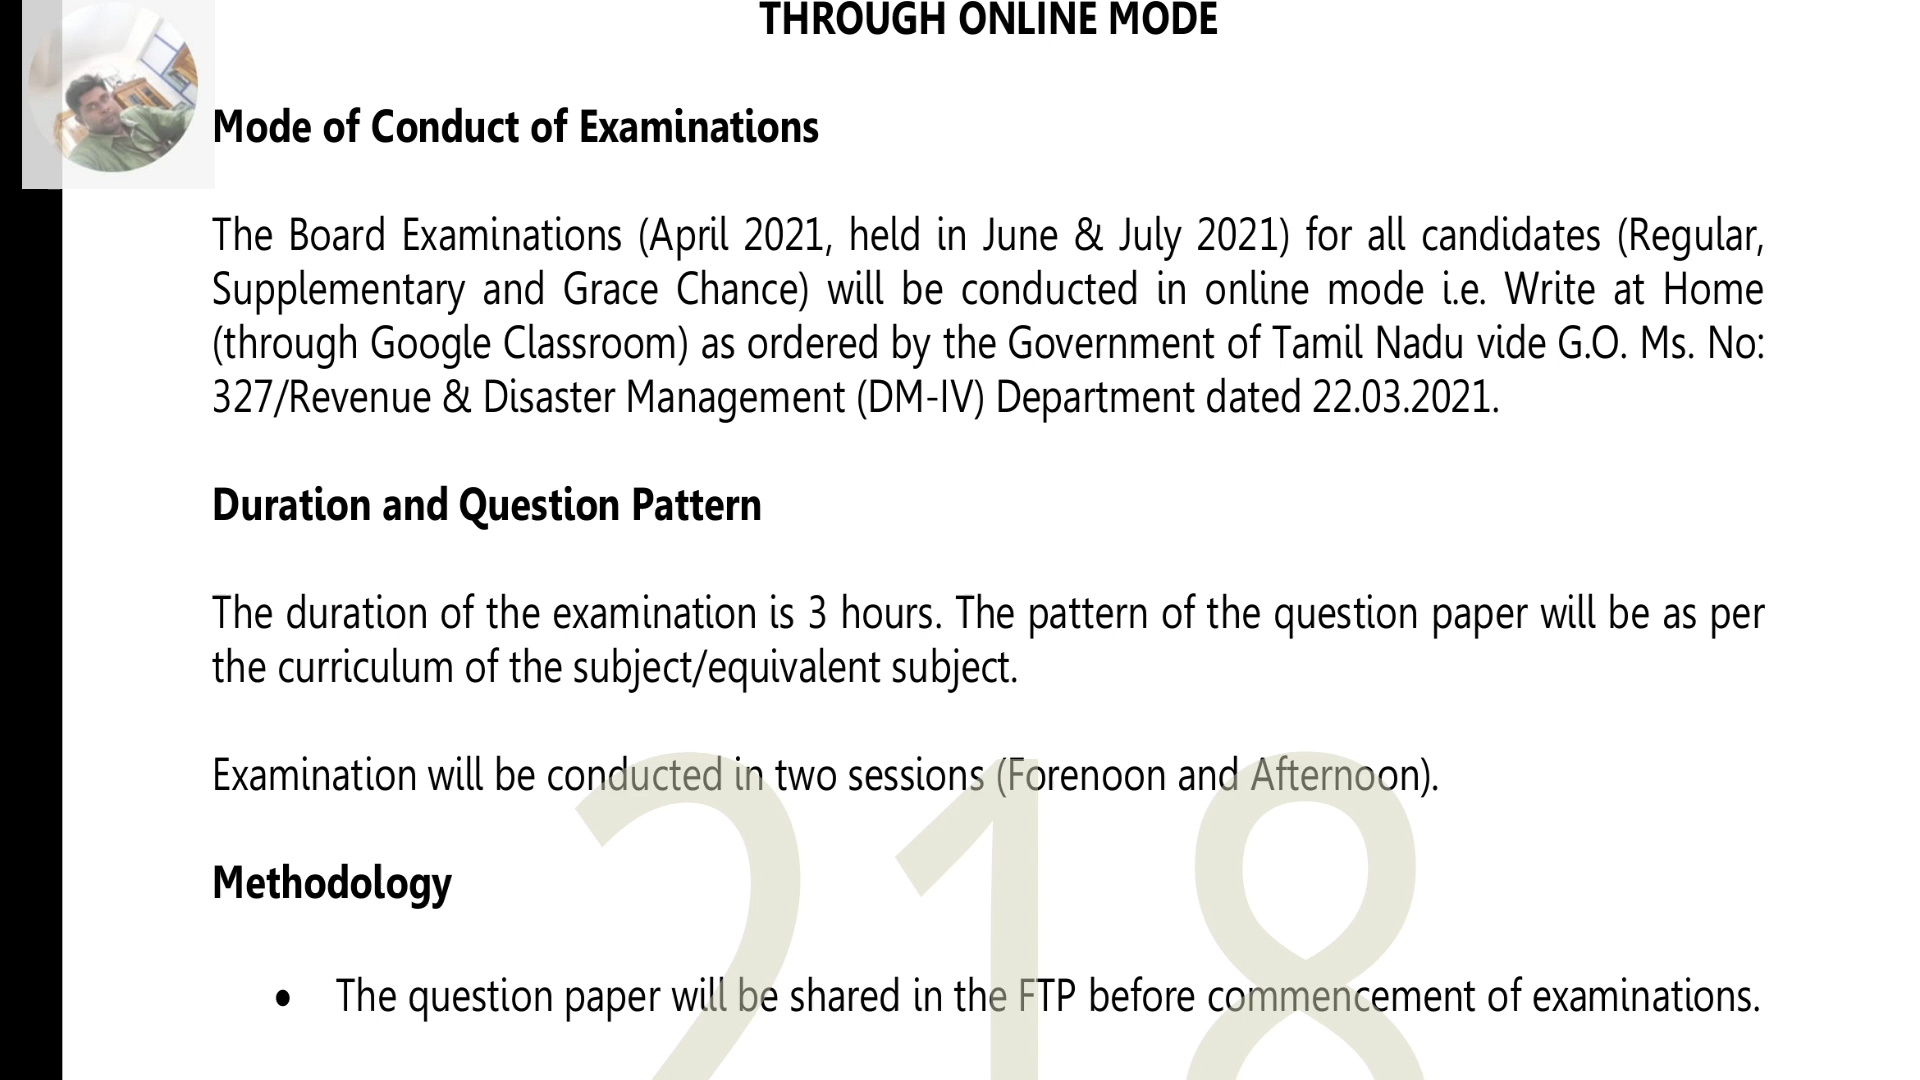 THROUGH ONLINE MODE
Mode of Conduct of Examinations
The Board Examinations (April 2021, held in June & July 2021) for all candidates (Regular,
Supplementary and Grace Chance) will be conducted in online mode i.e. Write at Home
(through Google Classroom) as ordered by the Government of Tamil Nadu vide G.O. Ms. No:
327/Revenue & Disaster Management (DM-IV) Department dated 22.03.2021.
Duration and Question Pattern
The duration of the examination is 3 hours. The pattern of the question paper will be as per
the curriculum of the subject/equivalent subject.
Examination will be conducted in two sessions (Forenoon and Afternoon).
Methodology
• The question paper will be shared in the FTP before commencement of examinations.
218